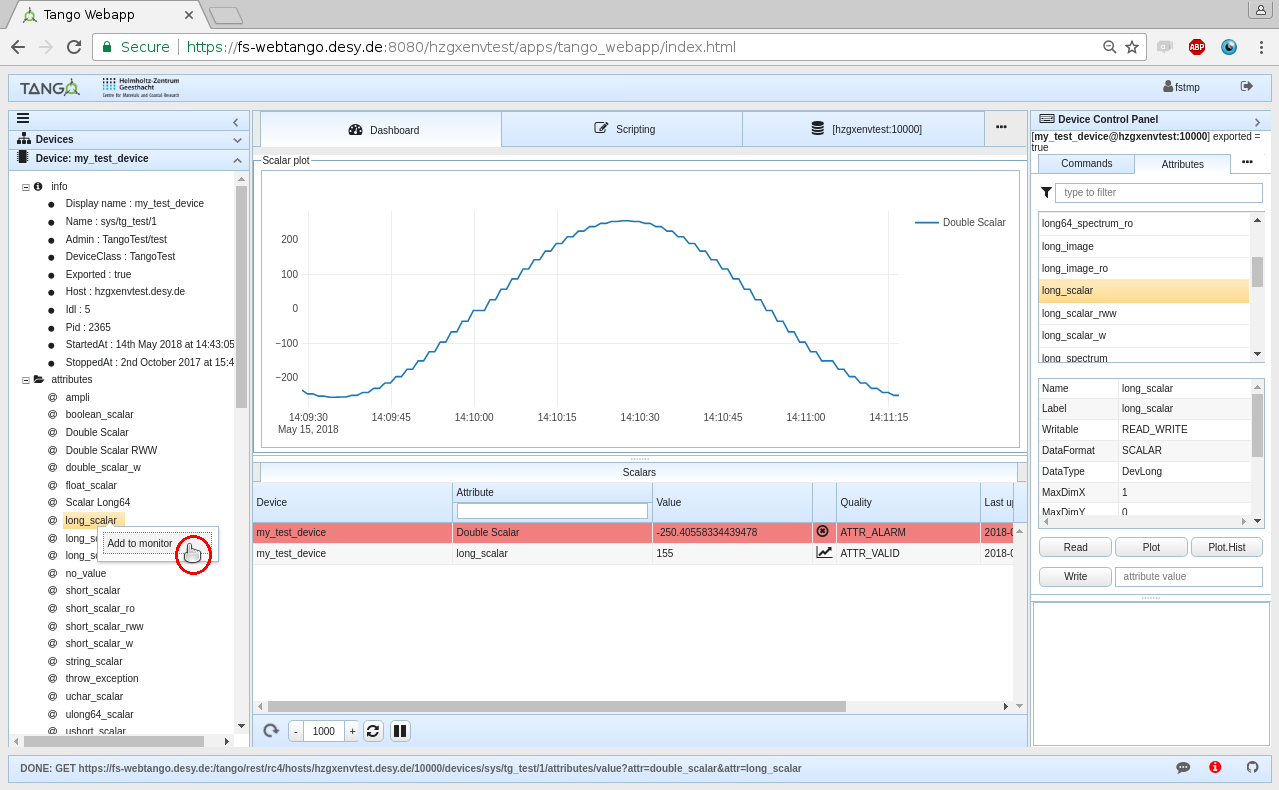 Tango Webapp
Secure
https://fs-webtango.desy.de:8080/hzgxenvtest/apps/tango_webapp/index.html
ABP
TANGO
Helmholtz-Zentrum
Geesthacht
Centre for Materials and Coastal Research
fstmp
Devices
Device: my_test_device
info
Display name : my_test_device
Name : sys/tg_test/1
Admin : TangoTest/test
DeviceClass : TangoTest
Exported : true
Host : hzgxenvtest.desy.de
Idl : 5
Pid : 2365
StartedAt : 14th May 2018 at 14:43:05
StoppedAt : 2nd October 2017 at 15:4
attributes
@ ampli
@ boolean_scalar
@ Double Scalar
@ Double Scalar RWW
@ double_scalar_w
@ float_scalar
@ Scalar Long64
@ long_scalar
@ long_sc
@ long_sc
Add to monitor
@ no_value
@ short_scalar
@ short_scalar_ro
@ short_scalar_rww
@ short_scalar_w
@ string_scalar
@ throw_exception
@ uchar_scalar
@ ulong64_scalar
@ ushort_scalar
Dashboard
Scripting
[hzgxenvtest:10000]
Scalar plot
Double Scalar
200
100
0
−100
−200
14:09:30 14:09:45 14:10:00 14:10:15 14:10:30 14:10:45 14:11:00 14:11:15
May 15, 2018
Scalars
Device Attribute Value Quality Last u
my_test_device Double Scalar -250.40558334439478 ATTR_ALARM 2018-0
my_test_device long_scalar 155 ATTR_VALID 2018-0
- 1000 +
Device Control Panel
[my_test_device@hzgxenvtest:10000] exported =
true
Commands
Attributes
type to filter
long64_spectrum_ro
long_image
long_image_ro
long_scalar
long_scalar_rww
long_scalar_w
long_spectrum
Name long_scalar
Label long_scalar
Writable READ_WRITE
DataFormat SCALAR
DataType DevLong
MaxDimX 1
MaxDimY 0
Read
Plot
Plot.Hist
Write
attribute value
DONE: GET https://fs-webtango.desy.de:/tango/rest/rc4/hosts/hzgxenvtest.desy.de/10000/devices/sys/tg_test/1/attributes/value?attr=double_scalar&attr=long_scalar